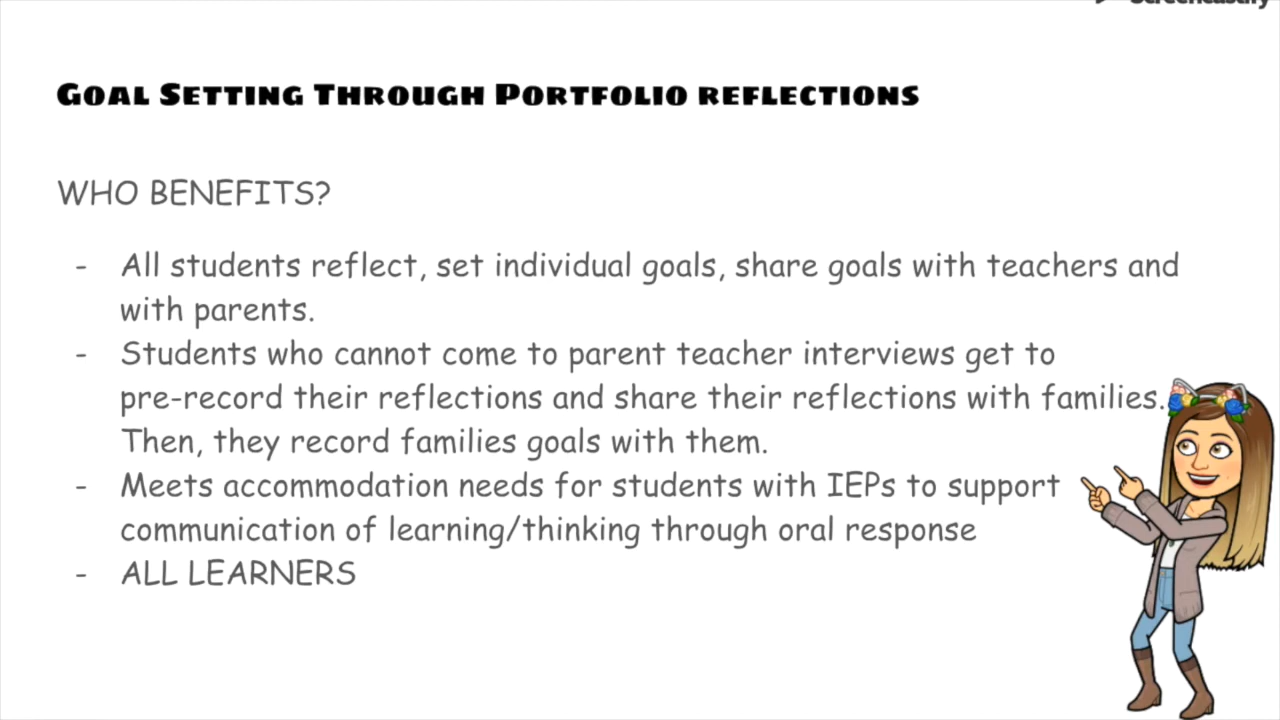 Goal Setting Through Portfolio reflections
WHO BENEFITS?
- All students reflect, set individual goals, share goals with teachers and
with parents.
- Students who cannot come to parent teacher interviews get to
pre-record their reflections and share their reflections with families.
Then, they record families goals with them.
- Meets accommodation needs for students with IEPs to support
communication of learning/thinking through oral response
- ALL LEARNERS